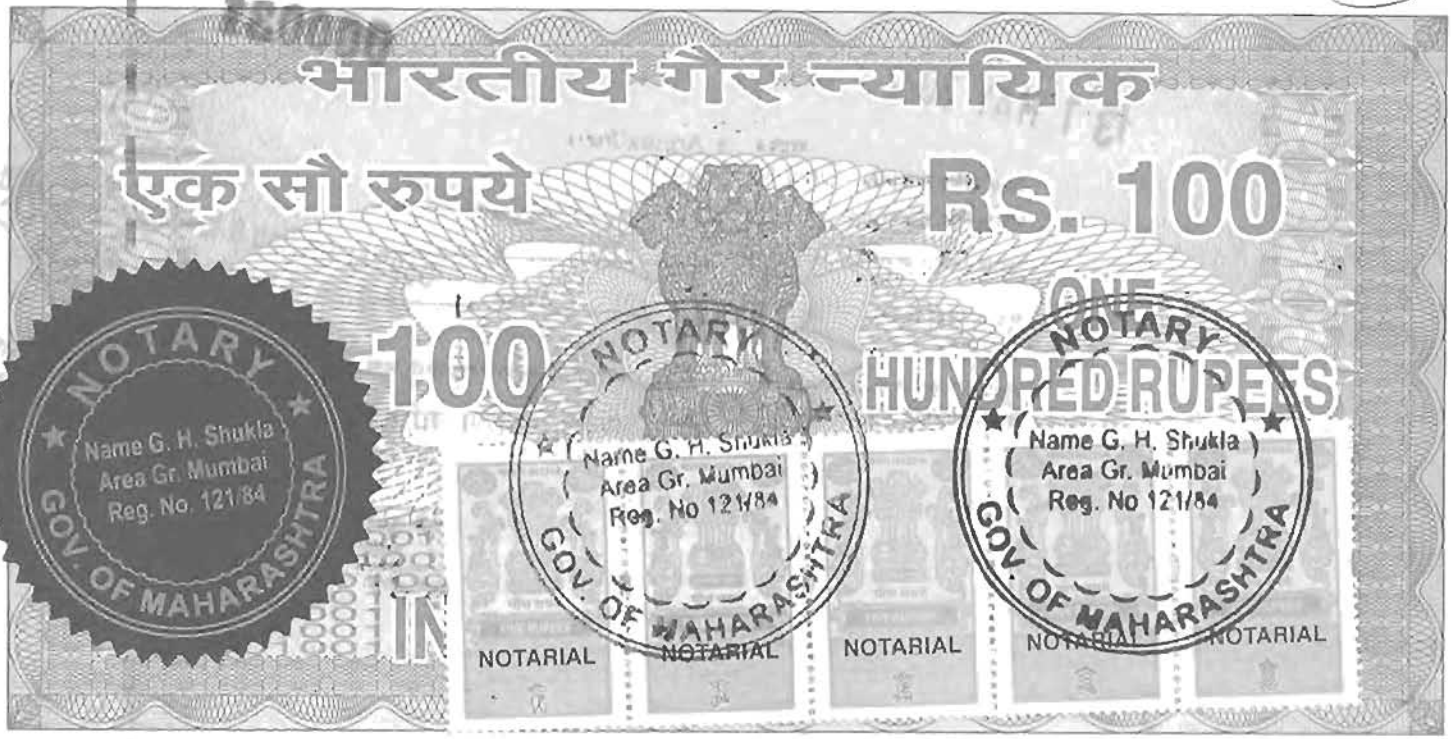 भारतीय गैर न्यायिक
एक सौ रुपये
Rs. 100
100
ONE
HUNDRED RUPEES
NOTARY
Name G. H. Shukla
Area Gr. Mumbai
Reg. No. 121/84
GOV. OF MAHARASHTRA
NOTARY
Name G. H. Shukla
Area Gr. Mumbai
Reg. No 121/84
GOV. OF MAHARASHTRA
NOTARY
Name G. H. Shukla
Area Gr. Mumbai
Reg. No 121/84
GOV. OF MAHARASHTRA
NOTARIAL
NOTARIAL
NOTARIAL
NOTARIAL
NOTARIAL